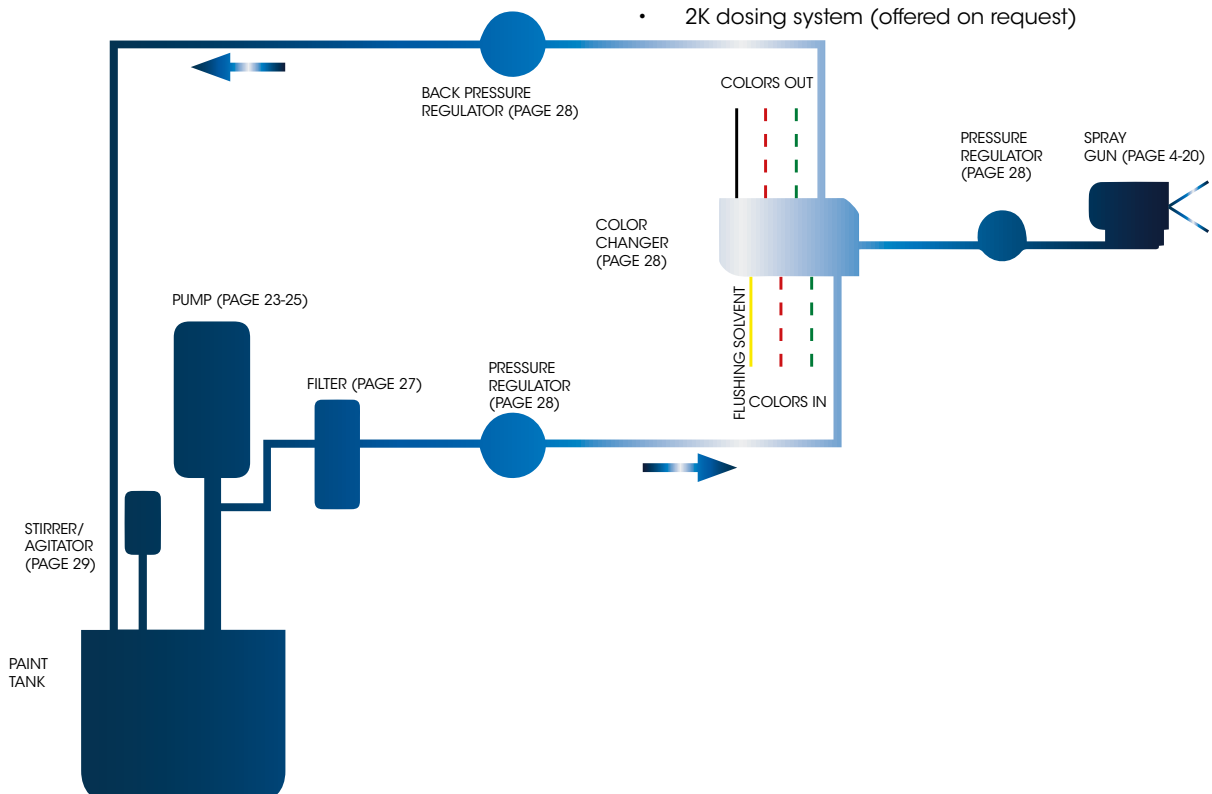 • 2K dosing system (offered on request)
BACK PRESSURE
REGULATOR (PAGE 28)
COLORS OUT
PRESSURE
REGULATOR
(PAGE 28)
SPRAY
GUN (PAGE 4-20)
COLOR
CHANGER
(PAGE 28)
PUMP (PAGE 23-25)
FILTER (PAGE 27)
PRESSURE
REGULATOR
(PAGE 28)
FLUSHING SOLVENT
COLORS IN
STIRRER/
AGITATOR
(PAGE 29)
PAINT
TANK